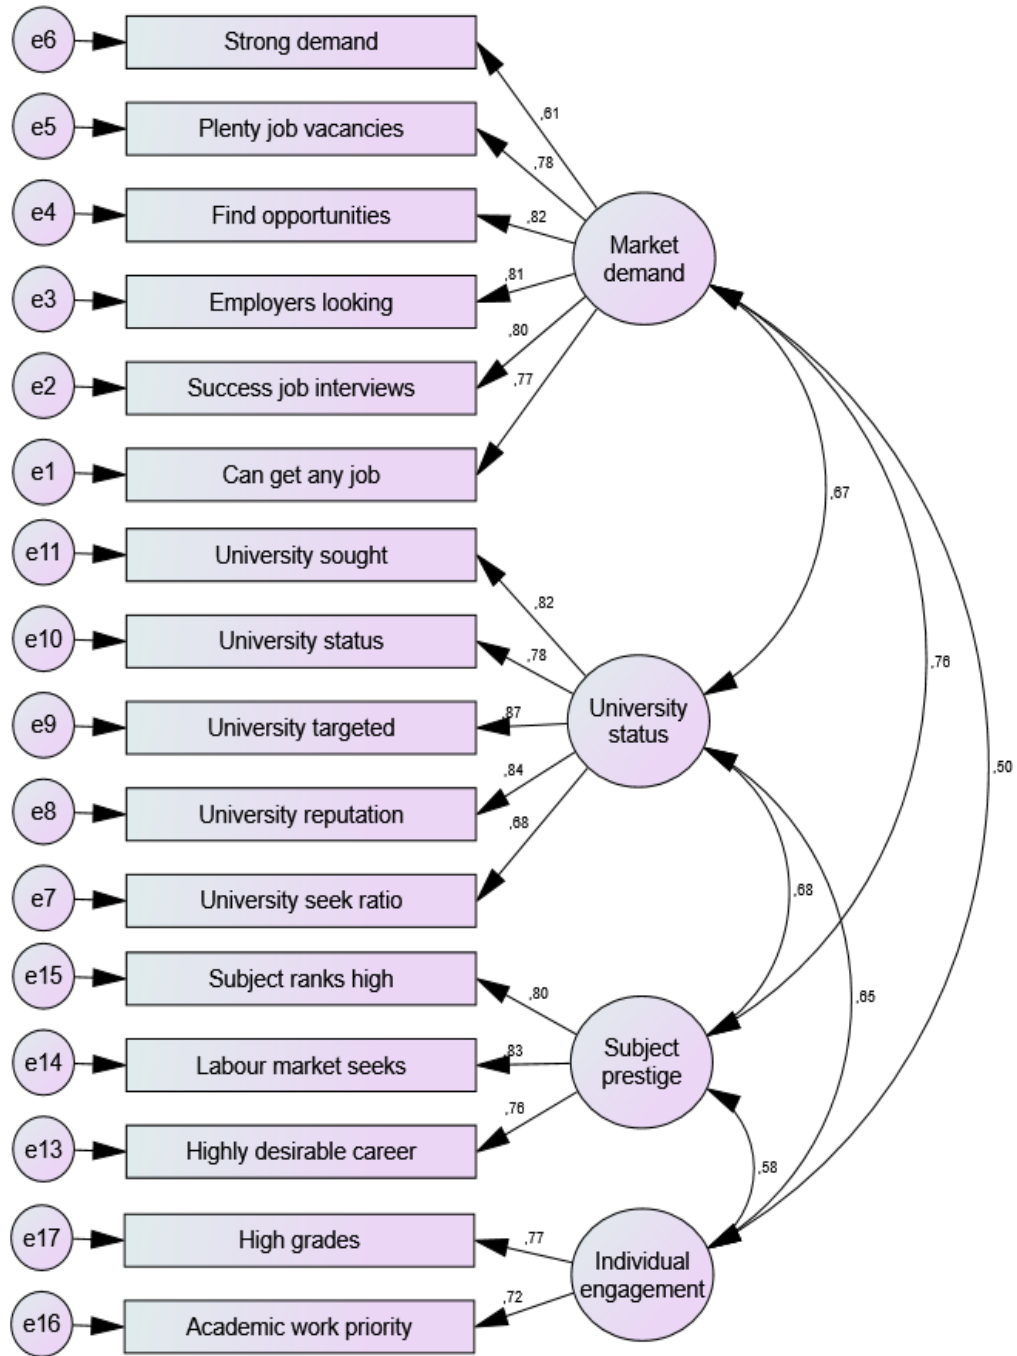 e6
Strong demand
,61
e5
Plenty job vacancies
,78
e4
Find opportunities
,82
Market
demand
e3
Employers looking
,81
e2
Success job interviews
,80
e1
Can get any job
,77
,67
e11
University sought
,82
e10
University status
,78
,76
e9
University targeted
,87
University
status
,50
e8
University reputation
,84
e7
University seek ratio
,68
,68
e15
Subject ranks high
,80
,65
e14
Labour market seeks
,83
Subject
prestige
e13
Highly desirable career
,76
,58
e17
High grades
,77
Individual
engagement
e16
Academic work priority
,72